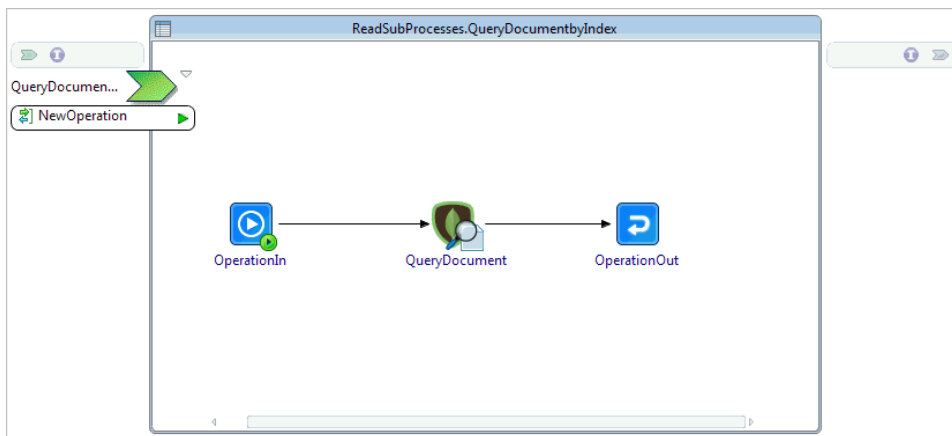 ReadSubProcesses.QueryDocumentbyIndex
QueryDocumen...
NewOperation
OperationIn
QueryDocument
OperationOut